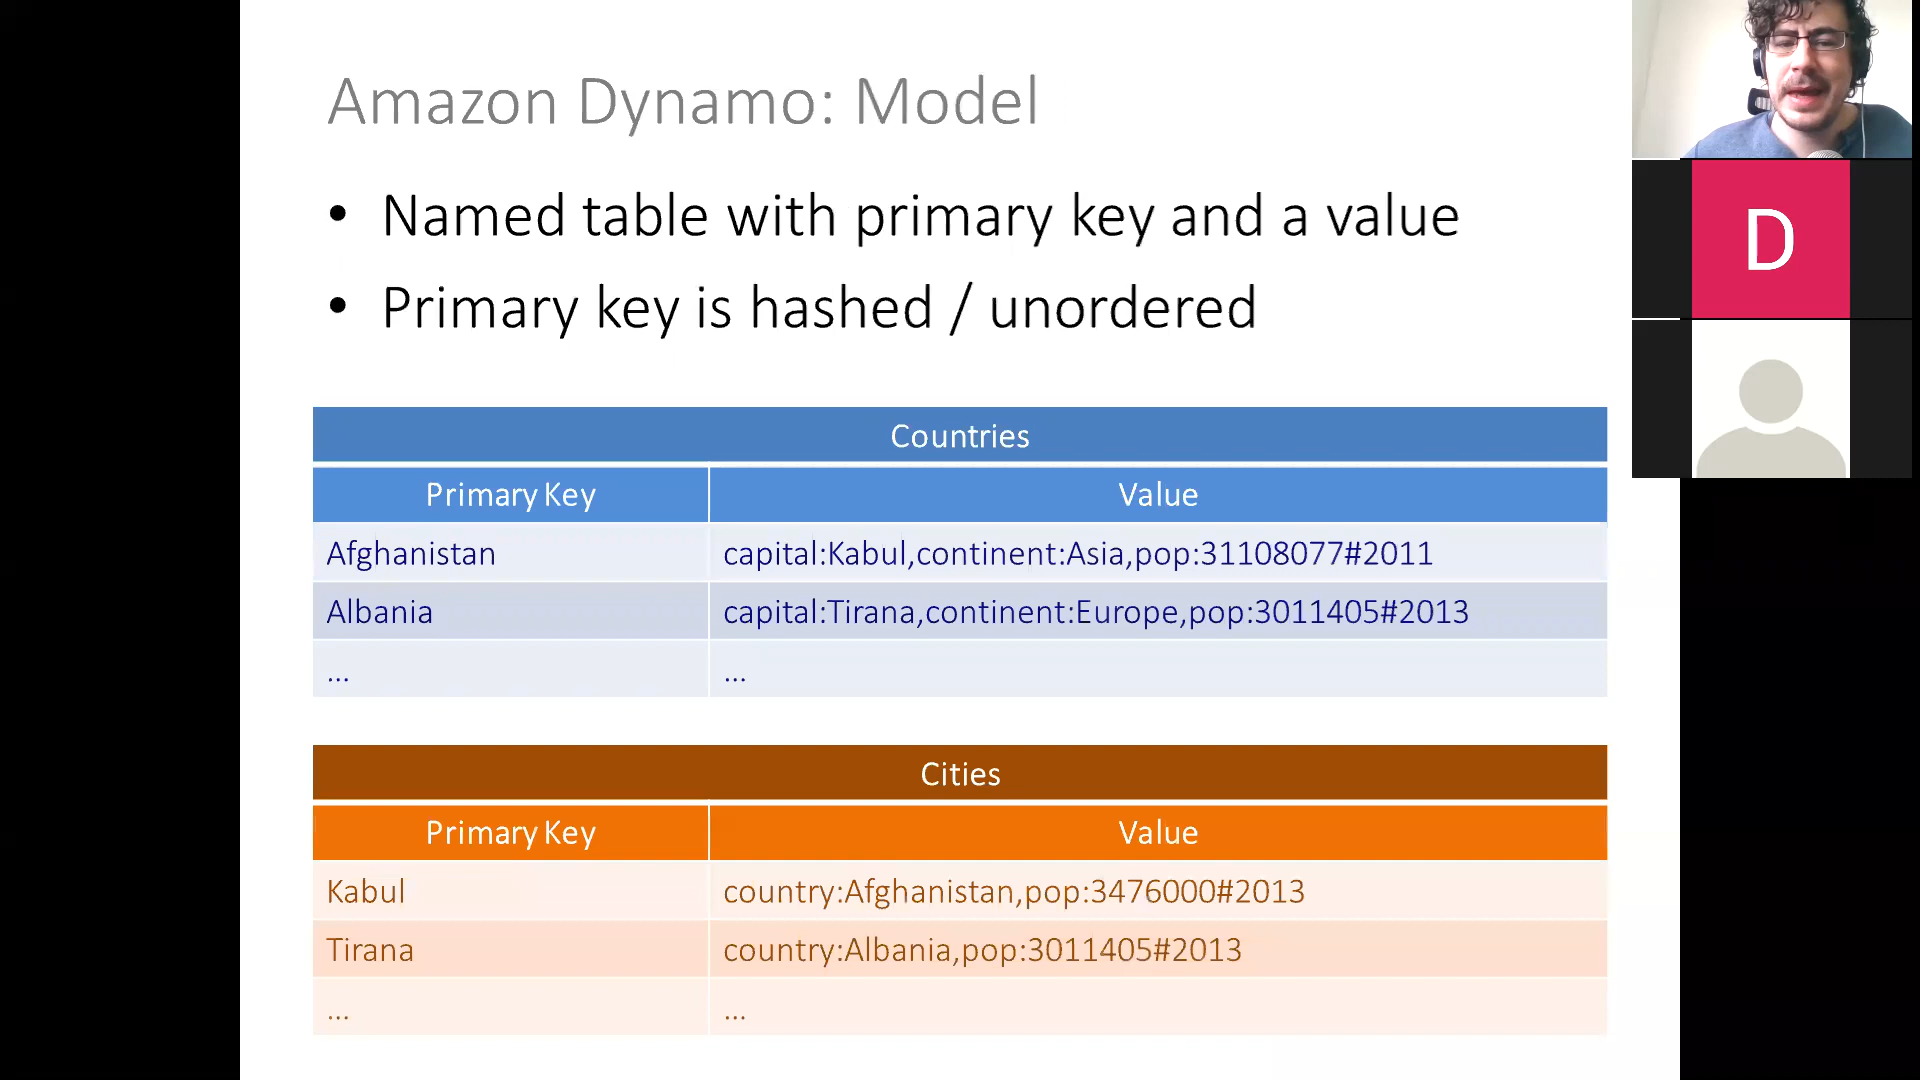 Amazon Dynamo: Model
• Named table with primary key and a value
• Primary key is hashed / unordered
Countries
Primary Key Value
Afghanistan capital:Kabul,continent:Asia,pop:31108077#2011
Albania capital:Tirana,continent:Europe,pop:3011405#2013
... ...
Cities
Primary Key Value
Kabul country:Afghanistan,pop:3476000#2013
Tirana country:Albania,pop:3011405#2013
... ...
D